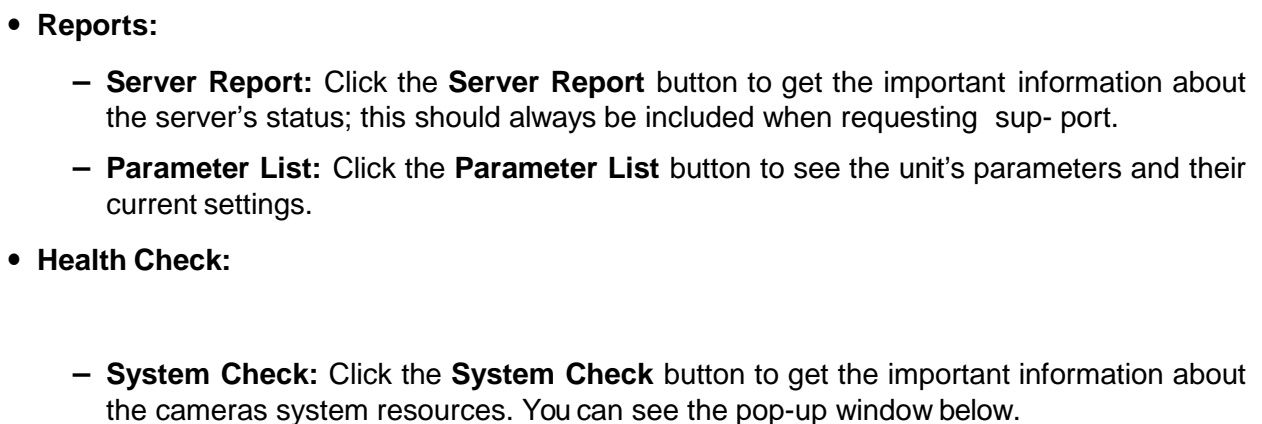 • Reports:
– Server Report: Click the Server Report button to get the important information about
the server’s status; this should always be included when requesting sup- port.
– Parameter List: Click the Parameter List button to see the unit’s parameters and their
current settings.
• Health Check:
– System Check: Click the System Check button to get the important information about
the cameras system resources. You can see the pop-up window below.